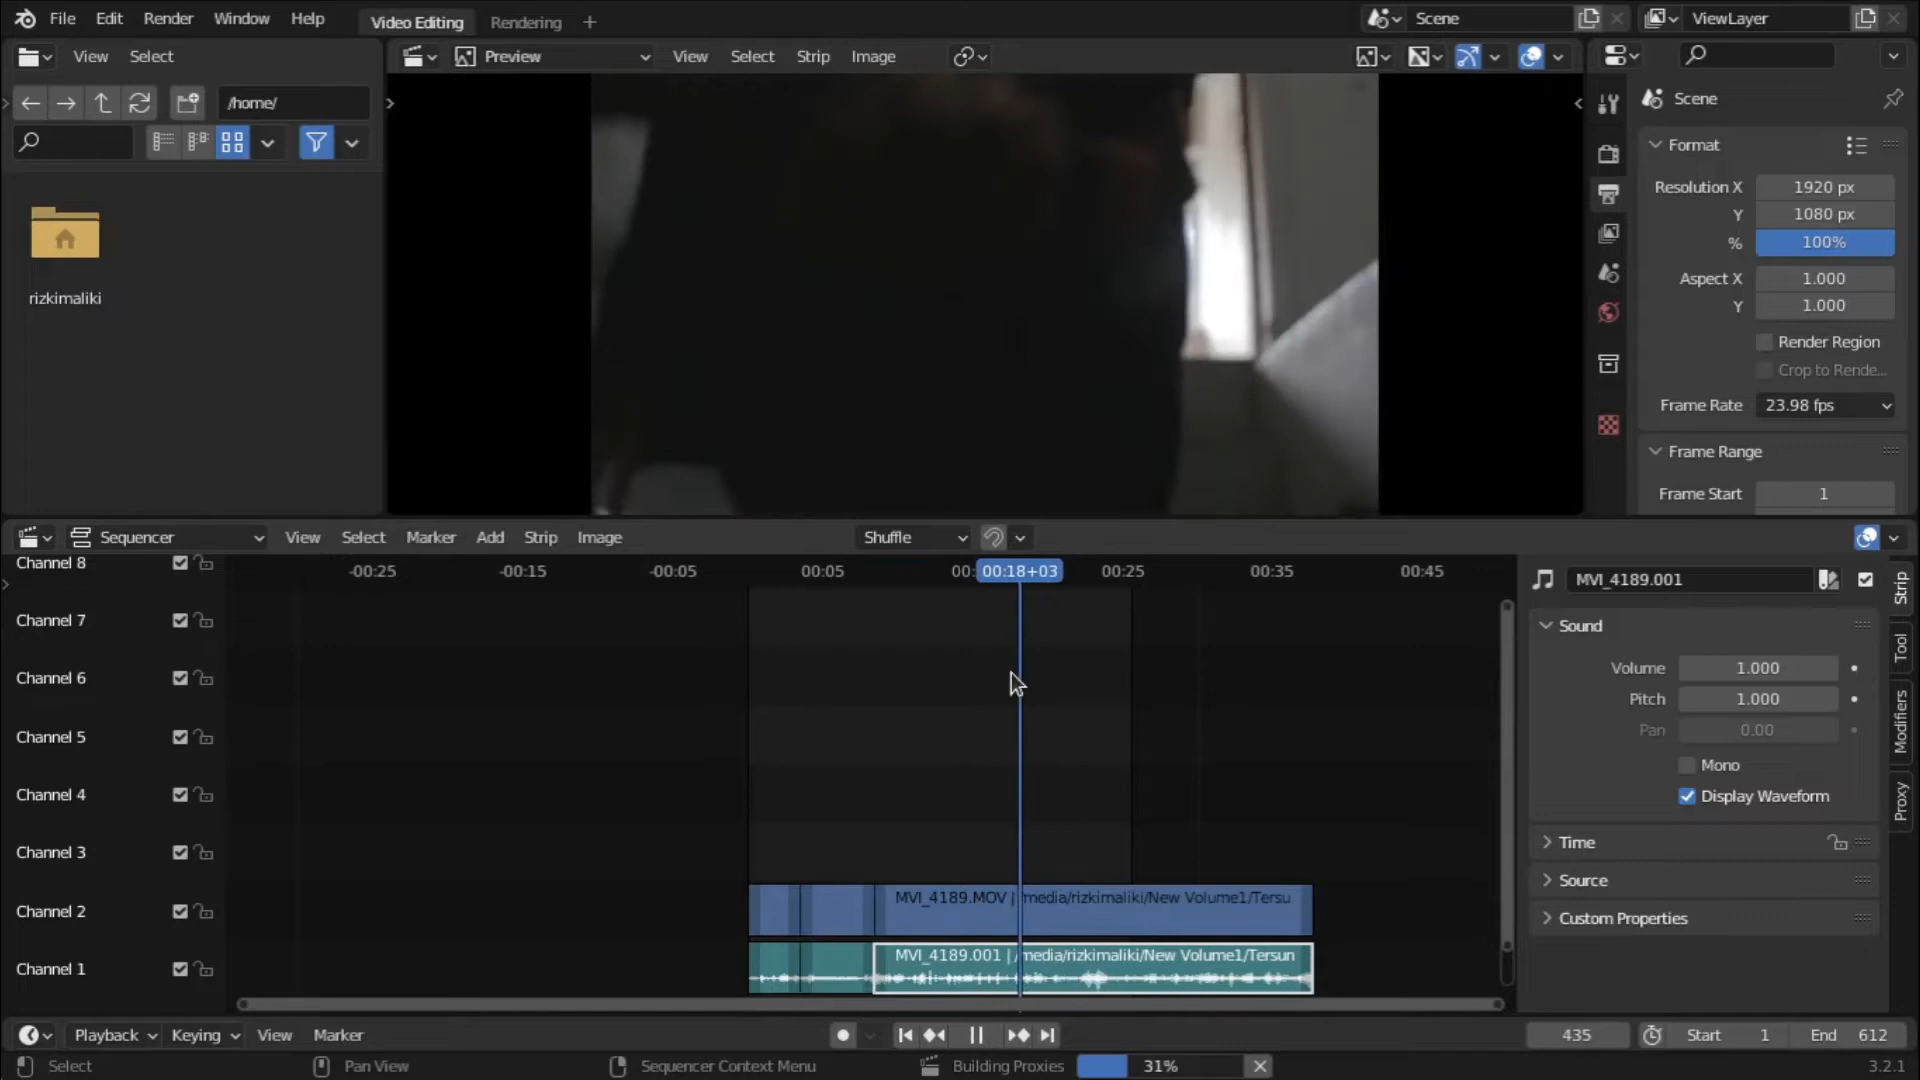 File Edit Render Window Help Video Editing Rendering + Scene ViewLayer
View Select Preview View Select Strip Image
/home/
rizkimaliki
Scene
Format
Resolution X 1920 px
Y 1080 px
% 100%
Aspect X 1.000
Y 1.000
Render Region
Crop to Rende...
Frame Rate 23.98 fps
Frame Range
Frame Start 1
Sequencer View Select Marker Add Strip Image Shuffle
-00:25 -00:15 -00:05 00:05 00: 00:18+03 00:25 00:35 00:45
Channel 8
Channel 7
Channel 6
Channel 5
Channel 4
Channel 3
Channel 2
MVI_4189.MOV | /media/rizkimaliki/New Volume1/Tersu
Channel 1
MVI_4189.001 | /media/rizkimaliki/New Volume1/Tersun
MVI_4189.001
Sound
Volume 1.000
Pitch 1.000
Pan 0.00
Mono
Display Waveform
Time
Source
Custom Properties
Strip
Tool
Modifiers
Proxy
Playback Keying View Marker 435 Start 1 End 612
Select Pan View Sequencer Context Menu Building Proxies 31% 3.2.1